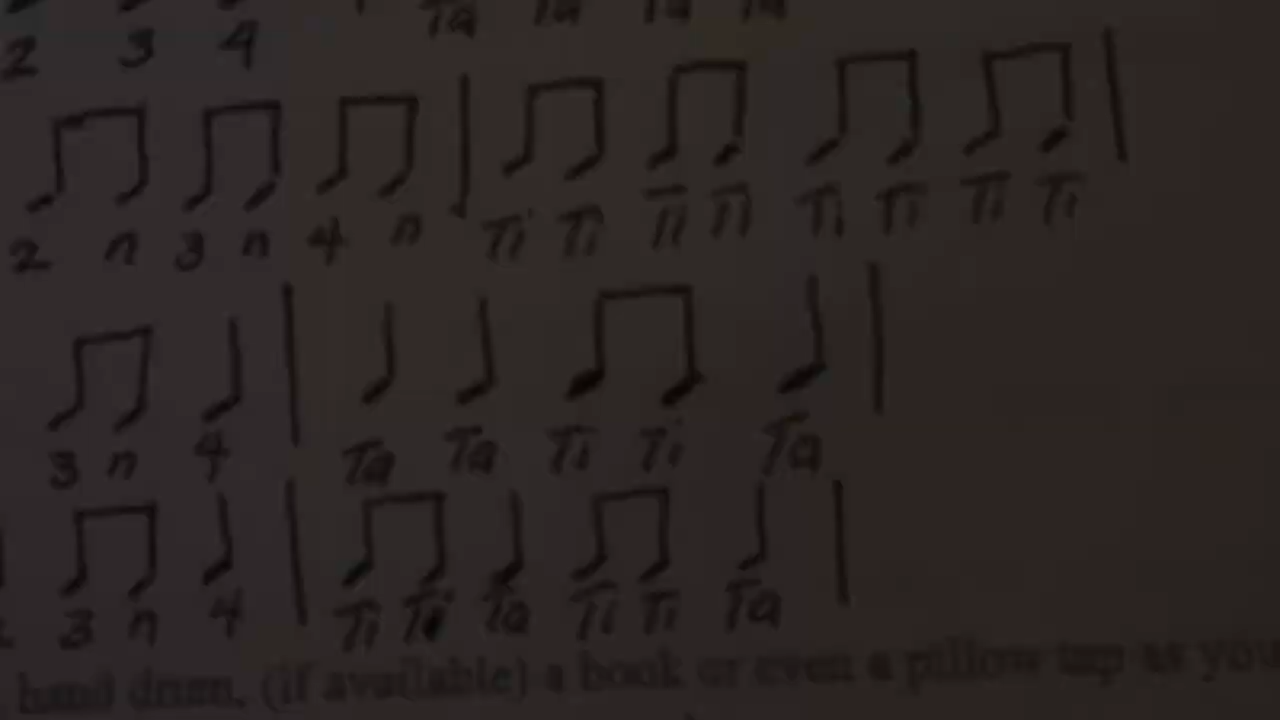 2 3 4 Ta Ta Ta Ta
2 n 3 n 4 n Ti Ti Ti Ti Ti Ti Ti Ti
3 n 4 Ta Ta Ti Ti Ta
3 n 4 Ti Ti Ta Ti Ti Ta
hand drum, (if available) a book or even a pillow tap as you